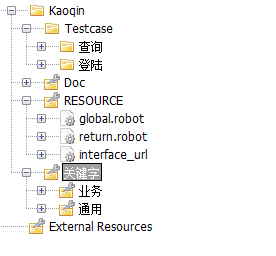 Kaoqin
Testcase
查询
登陆
Doc
RESOURCE
global.robot
return.robot
interface_url
关键字
业务
通用
External Resources